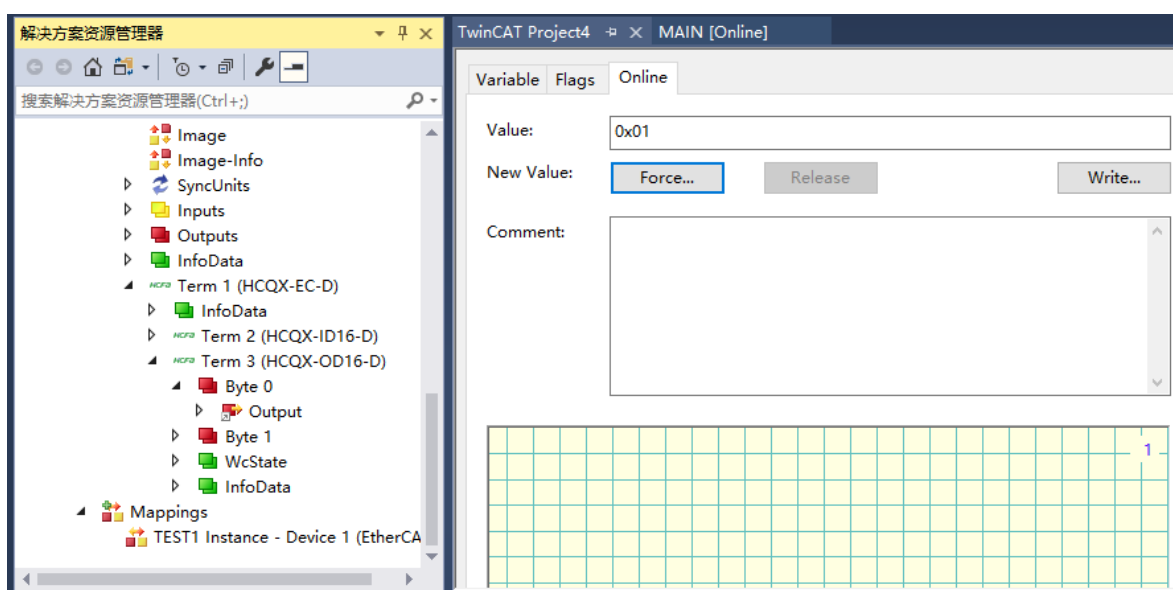 解决方案资源管理器
搜索解决方案资源管理器(Ctrl+;)
Image
Image-Info
SyncUnits
Inputs
Outputs
InfoData
HCFA Term 1 (HCQX-EC-D)
InfoData
HCFA Term 2 (HCQX-ID16-D)
HCFA Term 3 (HCQX-OD16-D)
Byte 0
Output
Byte 1
WcState
InfoData
Mappings
TEST1 Instance - Device 1 (EtherCA
TwinCAT Project4 MAIN [Online]
Variable Flags Online
Value: 0x01
New Value: Force... Release Write...
Comment:
1